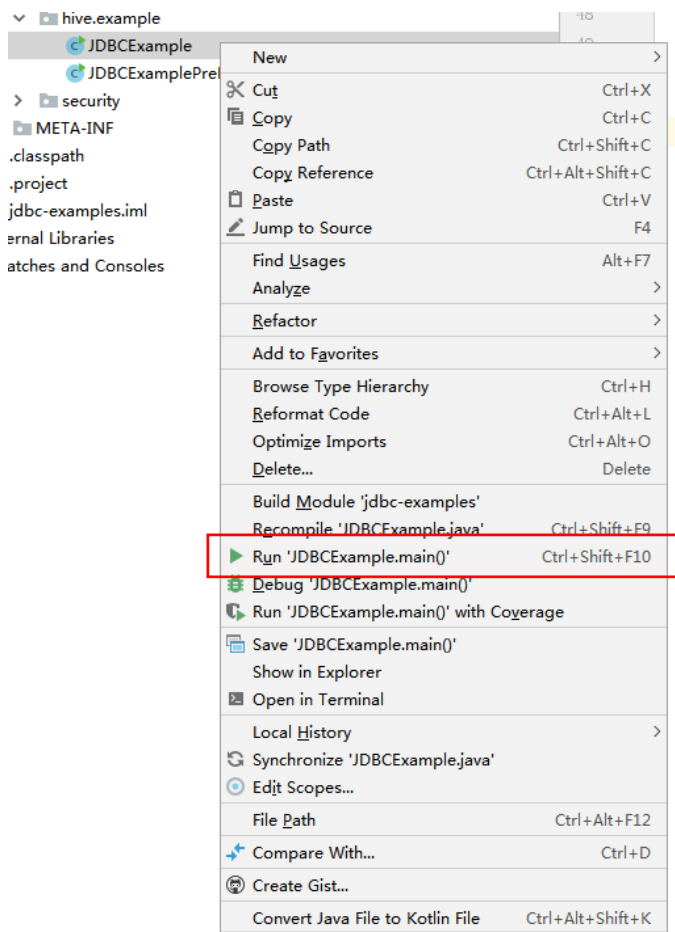 hive.example
JDBCExample
JDBCExamplePre
security
META-INF
.classpath
.project
jdbc-examples.iml
ernal Libraries
atches and Consoles
48
49
New
Cut Ctrl+X
Copy Ctrl+C
Copy Path Ctrl+Shift+C
Copy Reference Ctrl+Alt+Shift+C
Paste Ctrl+V
Jump to Source F4
Find Usages Alt+F7
Analyze
Refactor
Add to Favorites
Browse Type Hierarchy Ctrl+H
Reformat Code Ctrl+Alt+L
Optimize Imports Ctrl+Alt+O
Delete... Delete
Build Module 'jdbc-examples'
Recompile 'JDBCExample.java' Ctrl+Shift+F9
Run 'JDBCExample.main()' Ctrl+Shift+F10
Debug 'JDBCExample.main()'
Run 'JDBCExample.main()' with Coverage
Save 'JDBCExample.main()'
Show in Explorer
Open in Terminal
Local History
Synchronize 'JDBCExample.java'
Edit Scopes...
File Path Ctrl+Alt+F12
Compare With... Ctrl+D
Create Gist...
Convert Java File to Kotlin File Ctrl+Alt+Shift+K